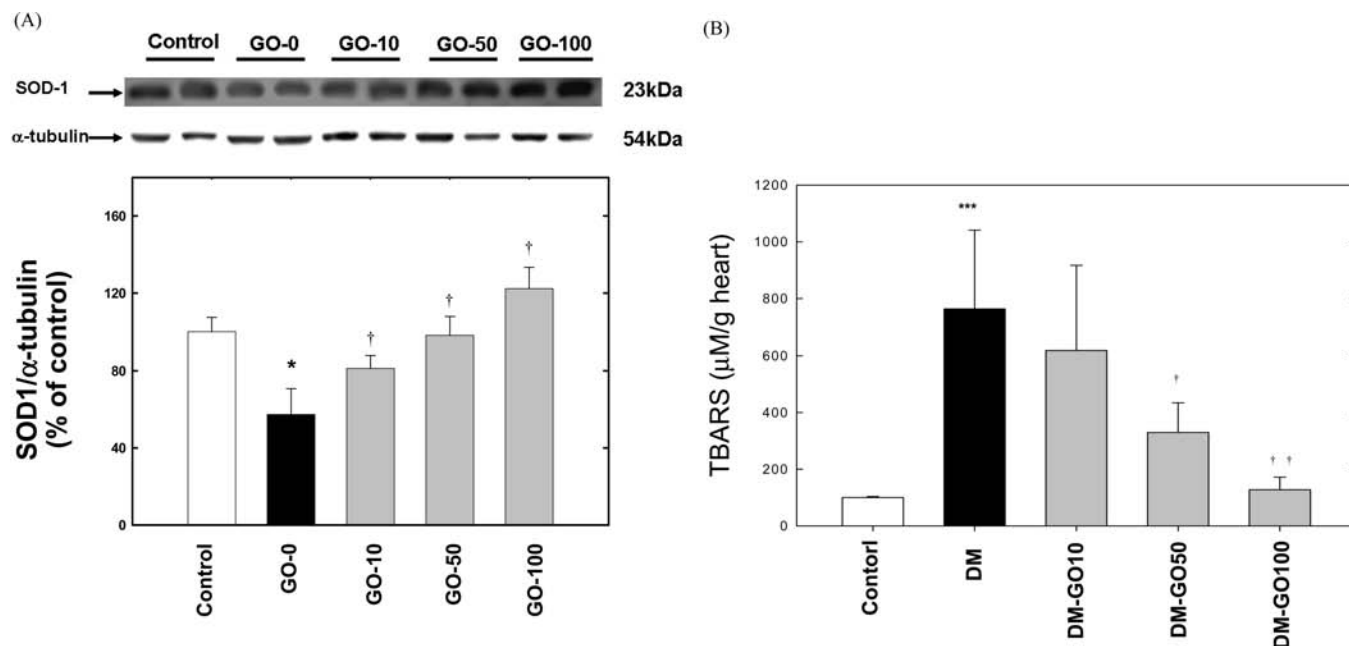 (A)
Control GO-0 GO-10 GO-50 GO-100
SOD-1 23kDa
α-tubulin 54kDa
SOD1/α-tubulin
(% of control)
160
120
80
40
0
*
†
†
†
Control
GO-0
GO-10
GO-50
GO-100
(B)
TBARS (μM/g heart)
1200
1000
800
600
400
200
0
***
†
† †
Contorl
DM
DM-GO10
DM-GO50
DM-GO100